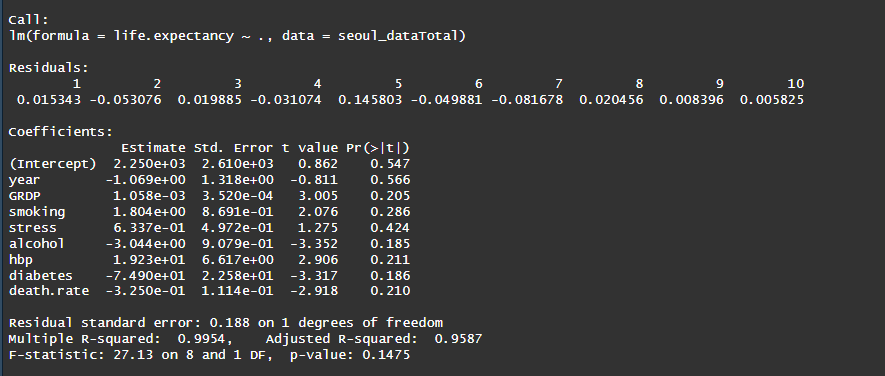 Call:
lm(formula = life.expectancy ~ ., data = seoul_dataTotal)
Residuals:
1 2 3 4 5 6 7 8 9 10
0.015343 -0.053076 0.019885 -0.031074 0.145803 -0.049881 -0.081678 0.020456 0.008396 0.005825
Coefficients:
Estimate Std. Error t value Pr(>|t|)
(Intercept) 2.250e+03 2.610e+03 0.862 0.547
year -1.069e+00 1.318e+00 -0.811 0.566
GRDP 1.058e-03 3.520e-04 3.005 0.205
smoking 1.804e+00 8.691e-01 2.076 0.286
stress 6.337e-01 4.972e-01 1.275 0.424
alcohol -3.044e+00 9.079e-01 -3.352 0.185
hbp 1.923e+01 6.617e+00 2.906 0.211
diabetes -7.490e+01 2.258e+01 -3.317 0.186
death.rate -3.250e-01 1.114e-01 -2.918 0.210
Residual standard error: 0.188 on 1 degrees of freedom
Multiple R-squared: 0.9954, Adjusted R-squared: 0.9587
F-statistic: 27.13 on 8 and 1 DF, p-value: 0.1475